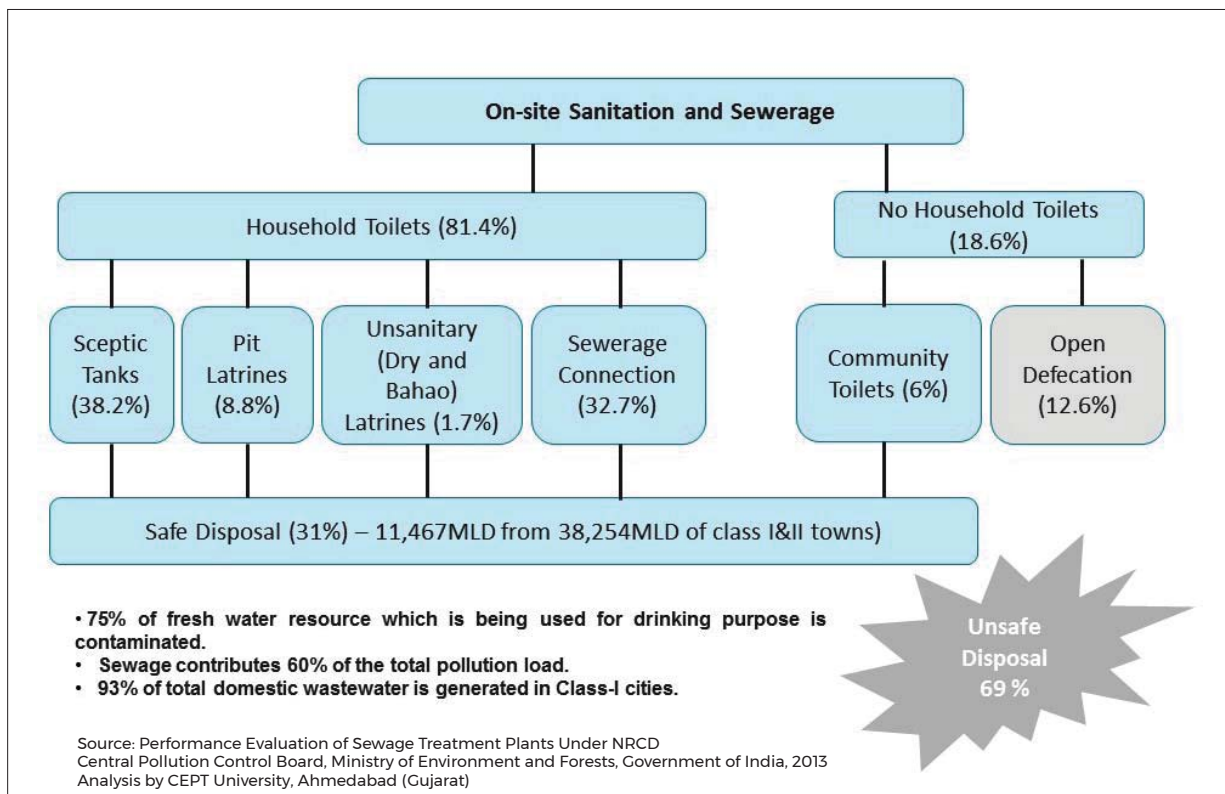 On-site Sanitation and Sewerage
Household Toilets (81.4%)
No Household Toilets
(18.6%)
Sceptic
Tanks
(38.2%)
Pit
Latrines
(8.8%)
Unsanitary
(Dry and
Bahao)
Latrines (1.7%)
Sewerage
Connection
(32.7%)
Community
Toilets (6%)
Open
Defecation
(12.6%)
Safe Disposal (31%) – 11,467MLD from 38,254MLD of class I&II towns)
• 75% of fresh water resource which is being used for drinking purpose is
contaminated.
• Sewage contributes 60% of the total pollution load.
• 93% of total domestic wastewater is generated in Class-I cities.
Unsafe
Disposal
69 %
Source: Performance Evaluation of Sewage Treatment Plants Under NRCD
Central Pollution Control Board, Ministry of Environment and Forests, Government of India, 2013
Analysis by CEPT University, Ahmedabad (Gujarat)